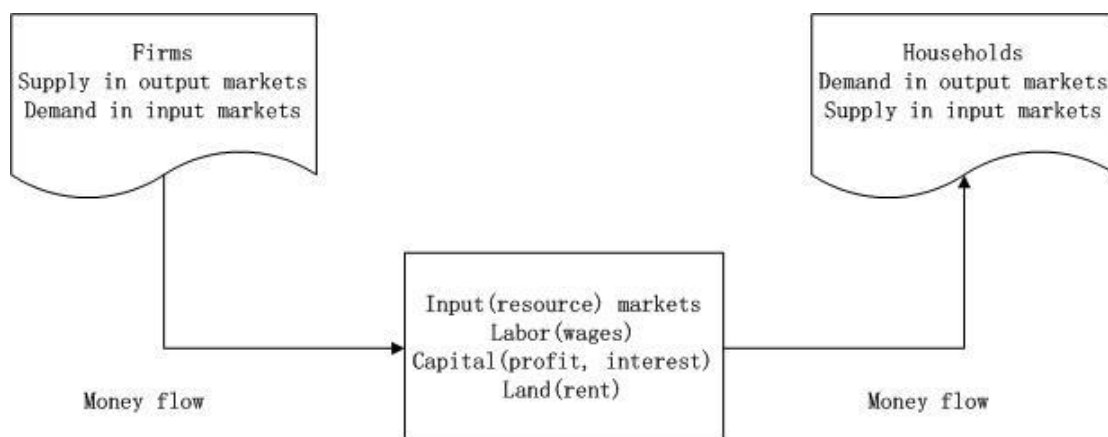 Firms
Supply in output markets
Demand in input markets
Households
Demand in output markets
Supply in input markets
Input(resource) markets
Labor(wages)
Capital(profit, interest)
Land(rent)
Money flow
Money flow